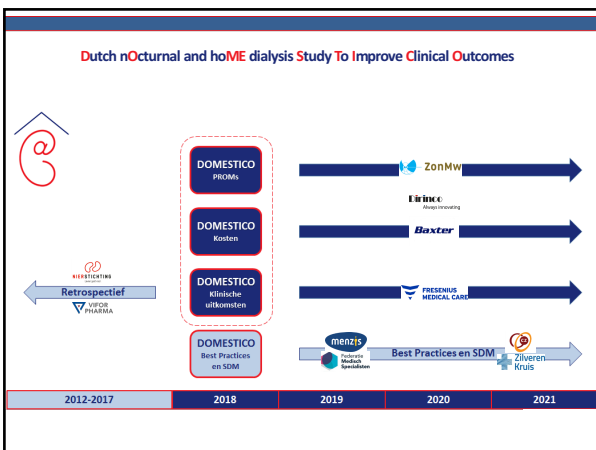 Dutch nOcturnal and hoME dialysis Study To Improve Clinical Outcomes
DOMESTICO
PROMs
ZonMw
Dirinco
Always innovating
DOMESTICO
Kosten
Baxter
NIERSTICHTING
Retrospectief
VIFOR
PHARMA
DOMESTICO
Klinische
uitkomsten
FRESENIUS
MEDICAL CARE
DOMESTICO
Best Practices
en SDM
menzis
Federatie
Medisch
Specialisten
Best Practices en SDM
CZ
Zilveren
Kruis
2012-2017
2018
2019
2020
2021